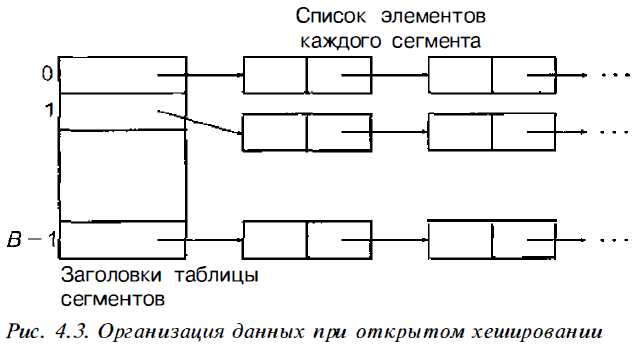 Список элементов
каждого сегмента
0
1
B – 1
Заголовки таблицы
сегментов
Рис. 4.3. Организация данных при открытом хешировании